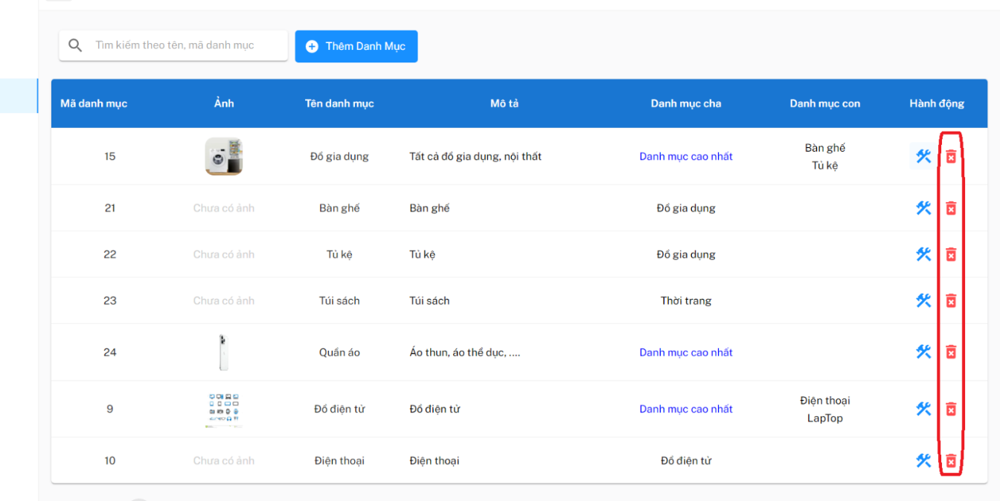 Tìm kiếm theo tên, mã danh mục
Thêm Danh Mục
Mã danh mục Ảnh Tên danh mục Mô tả Danh mục cha Danh mục con Hành động
15 Đồ gia dụng Tất cả đồ gia dụng, nội thất Danh mục cao nhất Bàn ghế
Tủ kệ
21 Chưa có ảnh Bàn ghế Bàn ghế Đồ gia dụng
22 Chưa có ảnh Tủ kệ Tủ kệ Đồ gia dụng
23 Chưa có ảnh Túi sách Túi sách Thời trang
24 Quần áo Áo thun, áo thể dục, .... Danh mục cao nhất
9 Đồ điện tử Đồ điện tử Danh mục cao nhất Điện thoại
LapTop
10 Chưa có ảnh Điện thoại Điện thoại Đồ điện tử